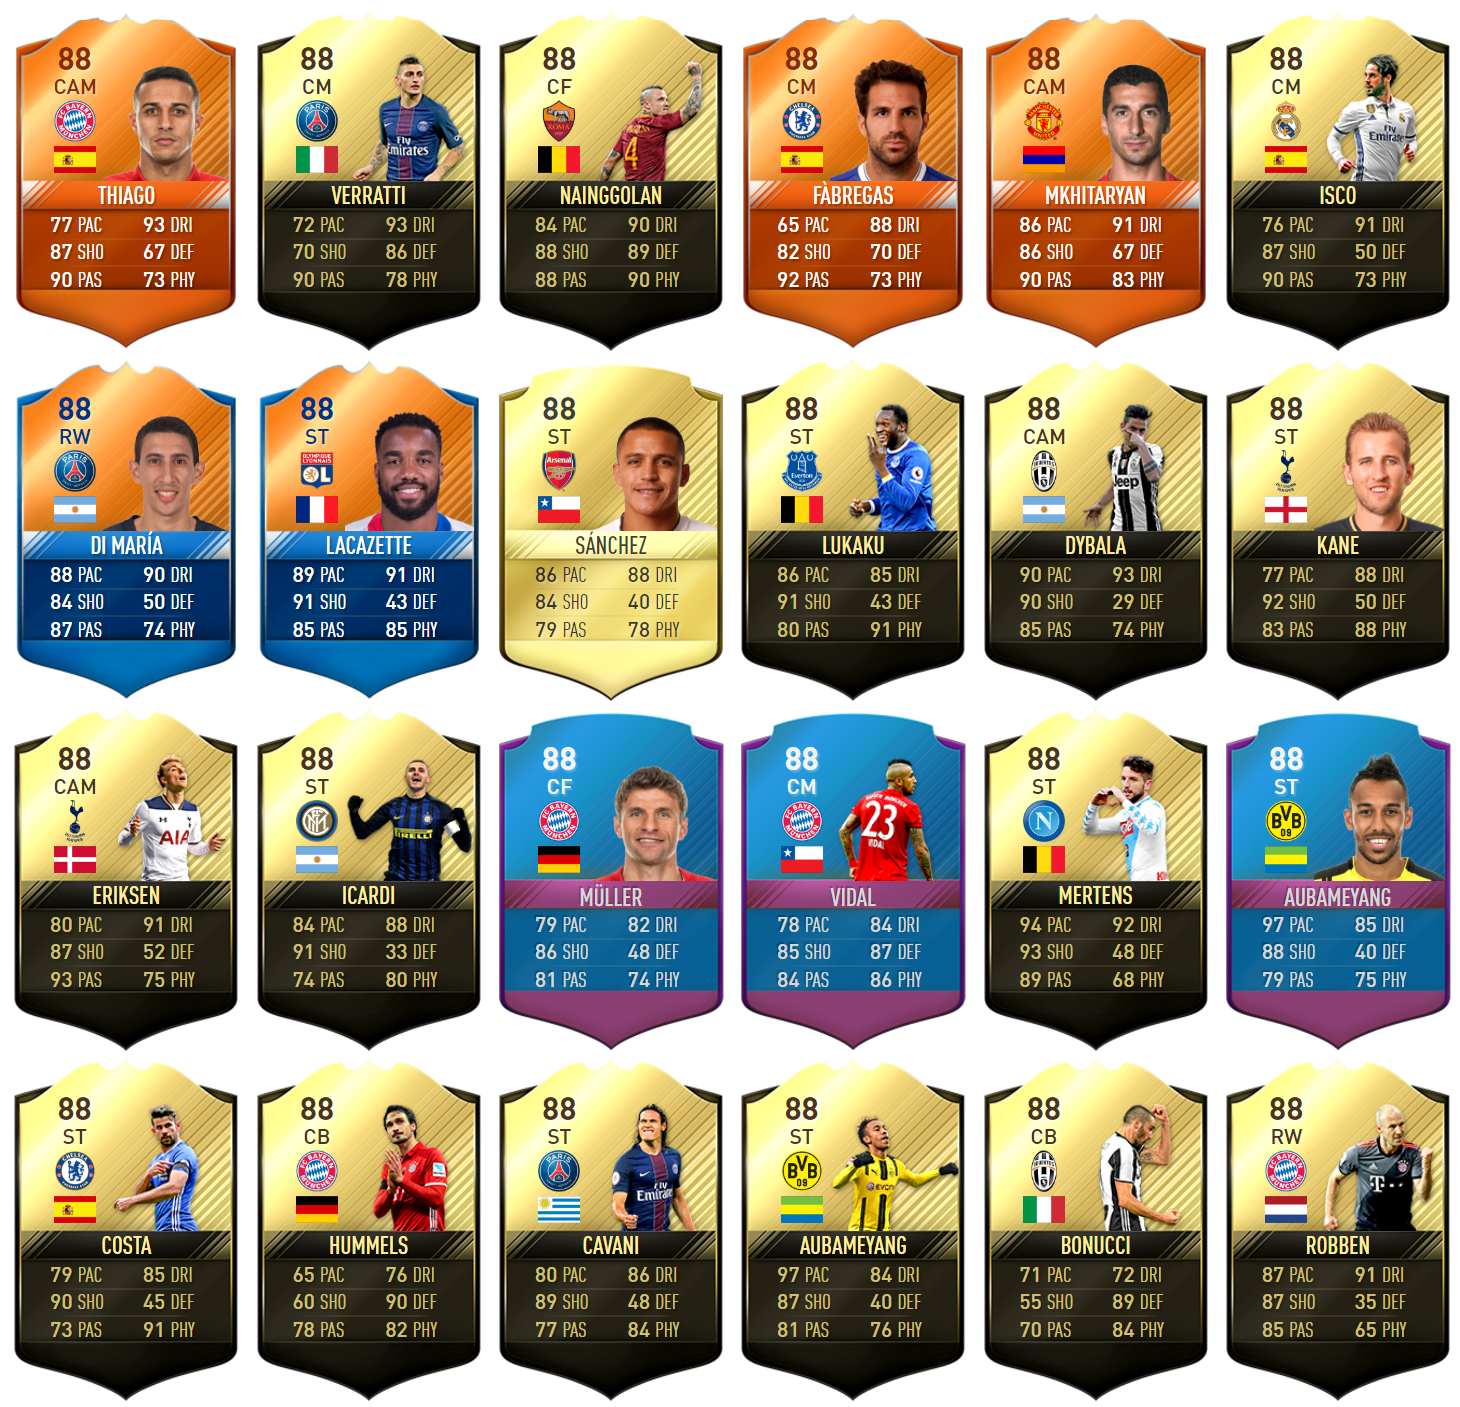 88
CAM
THIAGO
77 PAC 93 DRI
87 SHO 67 DEF
90 PAS 73 PHY
88
CM
VERRATTI
72 PAC 93 DRI
70 SHO 86 DEF
90 PAS 78 PHY
88
CF
NAINGGOLAN
84 PAC 90 DRI
88 SHO 89 DEF
88 PAS 90 PHY
88
CM
FÀBREGAS
65 PAC 88 DRI
82 SHO 70 DEF
92 PAS 73 PHY
88
CAM
MKHITARYAN
86 PAC 91 DRI
86 SHO 67 DEF
90 PAS 83 PHY
88
CM
ISCO
76 PAC 91 DRI
87 SHO 50 DEF
90 PAS 73 PHY
88
RW
DI MARÍA
88 PAC 90 DRI
84 SHO 50 DEF
87 PAS 74 PHY
88
ST
LACAZETTE
89 PAC 91 DRI
91 SHO 43 DEF
85 PAS 85 PHY
88
ST
Arsenal
SÁNCHEZ
86 PAC 88 DRI
84 SHO 40 DEF
79 PAS 78 PHY
88
ST
Everton
LUKAKU
86 PAC 85 DRI
91 SHO 43 DEF
80 PAS 91 PHY
88
CAM
Jeep
DYBALA
90 PAC 93 DRI
90 SHO 29 DEF
85 PAS 74 PHY
88
ST
KANE
77 PAC 88 DRI
92 SHO 50 DEF
83 PAS 88 PHY
88
CAM
AIA
ERIKSEN
80 PAC 91 DRI
87 SHO 52 DEF
93 PAS 75 PHY
88
ST
IRELLI
ICARDI
84 PAC 88 DRI
91 SHO 33 DEF
74 PAS 80 PHY
88
CF
MÜLLER
79 PAC 82 DRI
86 SHO 48 DEF
81 PAS 74 PHY
88
CM
23
VIDAL
VIDAL
78 PAC 84 DRI
85 SHO 87 DEF
84 PAS 86 PHY
88
ST
N
MERTENS
94 PAC 92 DRI
93 SHO 48 DEF
89 PAS 68 PHY
88
ST
BVB
09
AUBAMEYANG
97 PAC 85 DRI
88 SHO 40 DEF
79 PAS 75 PHY
88
ST
COSTA
79 PAC 85 DRI
90 SHO 45 DEF
73 PAS 91 PHY
88
CB
HUMMELS
65 PAC 76 DRI
60 SHO 90 DEF
78 PAS 82 PHY
88
ST
CAVANI
80 PAC 86 DRI
89 SHO 48 DEF
77 PAS 84 PHY
88
ST
BVB
09
AUBAMEYANG
97 PAC 84 DRI
87 SHO 40 DEF
81 PAS 76 PHY
88
CB
BONUCCI
71 PAC 72 DRI
55 SHO 89 DEF
70 PAS 84 PHY
88
RW
ROBBEN
87 PAC 91 DRI
87 SHO 35 DEF
85 PAS 65 PHY